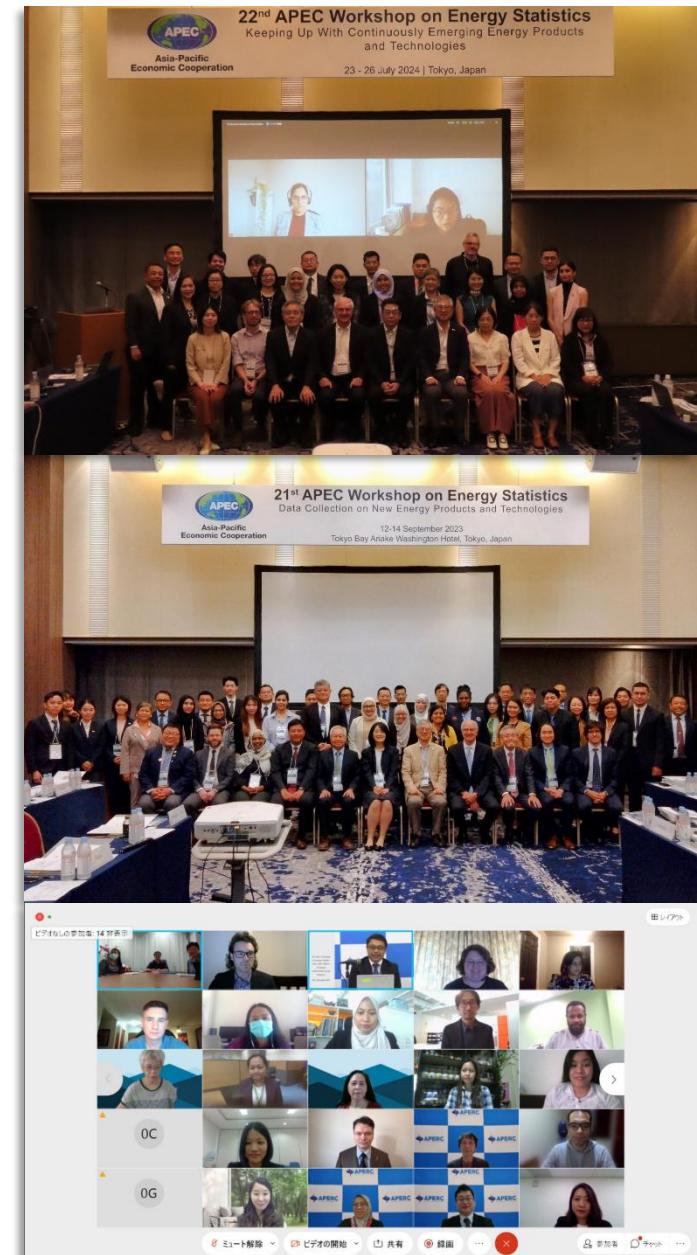 APEC
Asia-Pacific
Economic Cooperation
22nd APEC Workshop on Energy Statistics
Keeping Up With Continuously Emerging Energy Products
and Technologies
23 - 26 July 2024 | Tokyo, Japan
APEC
Asia-Pacific
Economic Cooperation
21st APEC Workshop on Energy Statistics
Data Collection on New Energy Products and Technologies
12-14 September 2023
Tokyo Bay Ariake Washington Hotel, Tokyo, Japan
ビデオなしの参加者: 14 非表示
レイアウト
0C
APERC
APERC
APERC
0G
APERC
APERC
APERC
APERC
ミュート解除
ビデオの開始
共有
録画
参加者
チャット